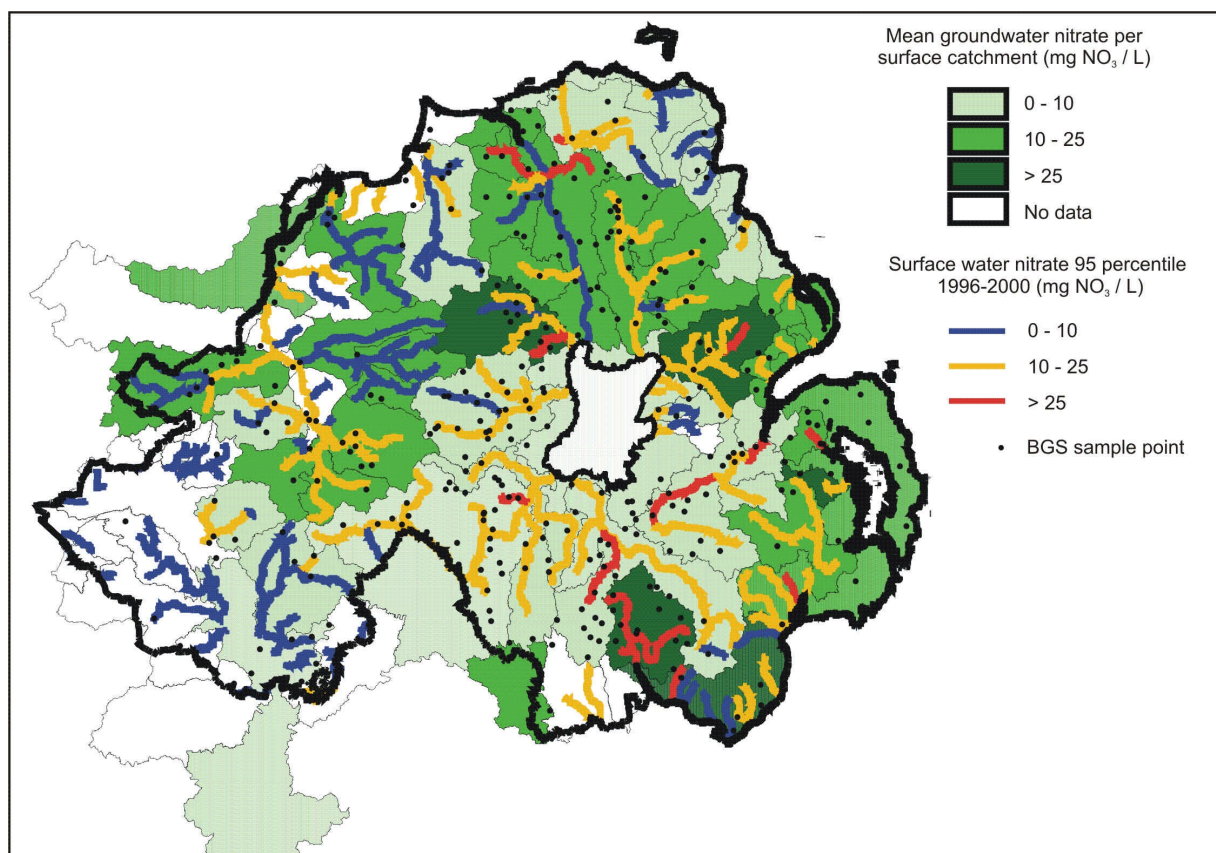 Mean groundwater nitrate per
surface catchment (mg NO₃ / L)
0 - 10
10 - 25
> 25
No data
Surface water nitrate 95 percentile
1996-2000 (mg NO₃ / L)
0 - 10
10 - 25
> 25
BGS sample point